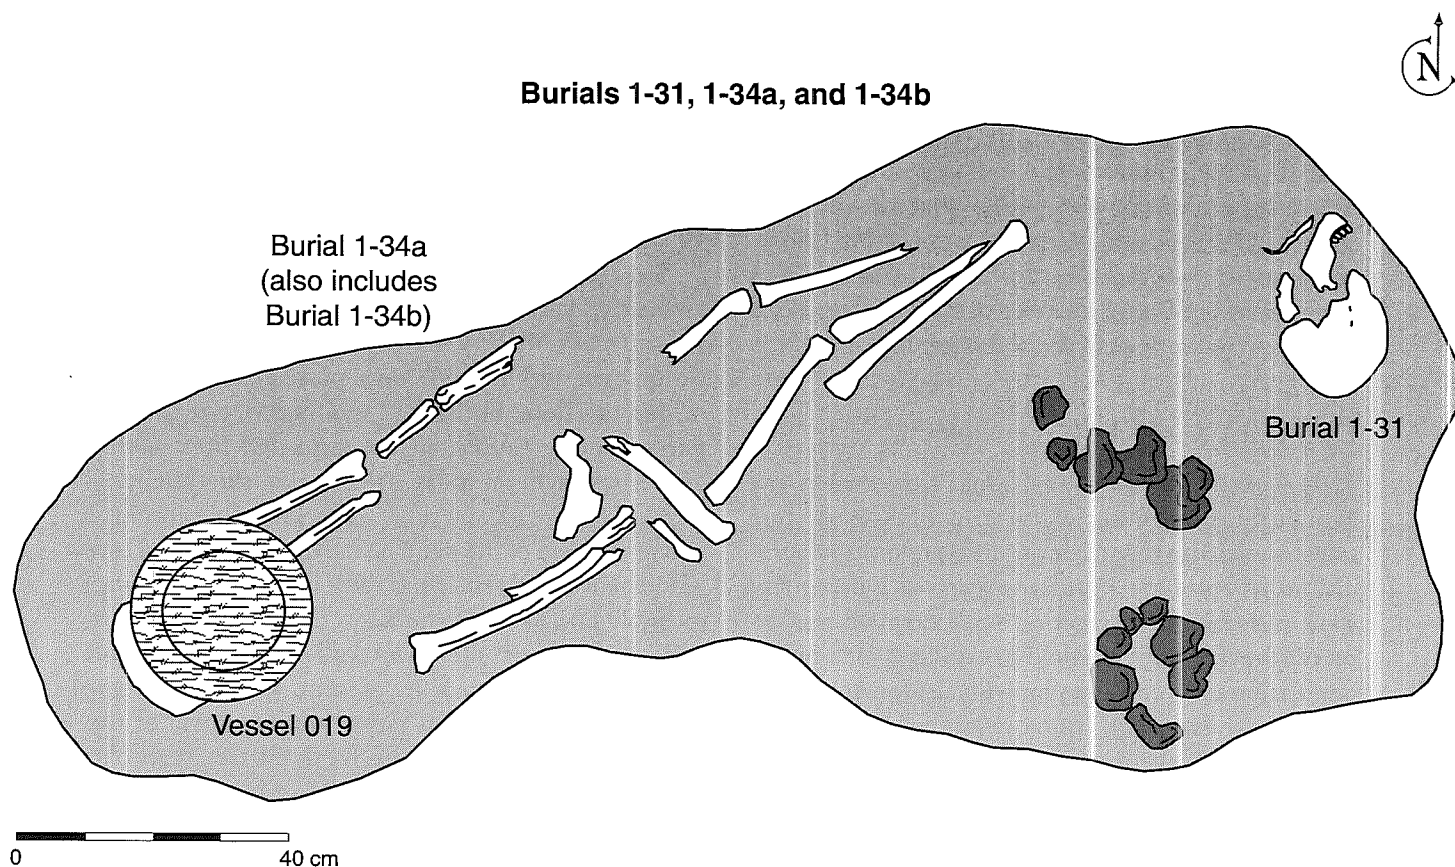 N
Burials 1-31, 1-34a, and 1-34b
Burial 1-34a
(also includes
Burial 1-34b)
Burial 1-31
Vessel 019
0 40 cm